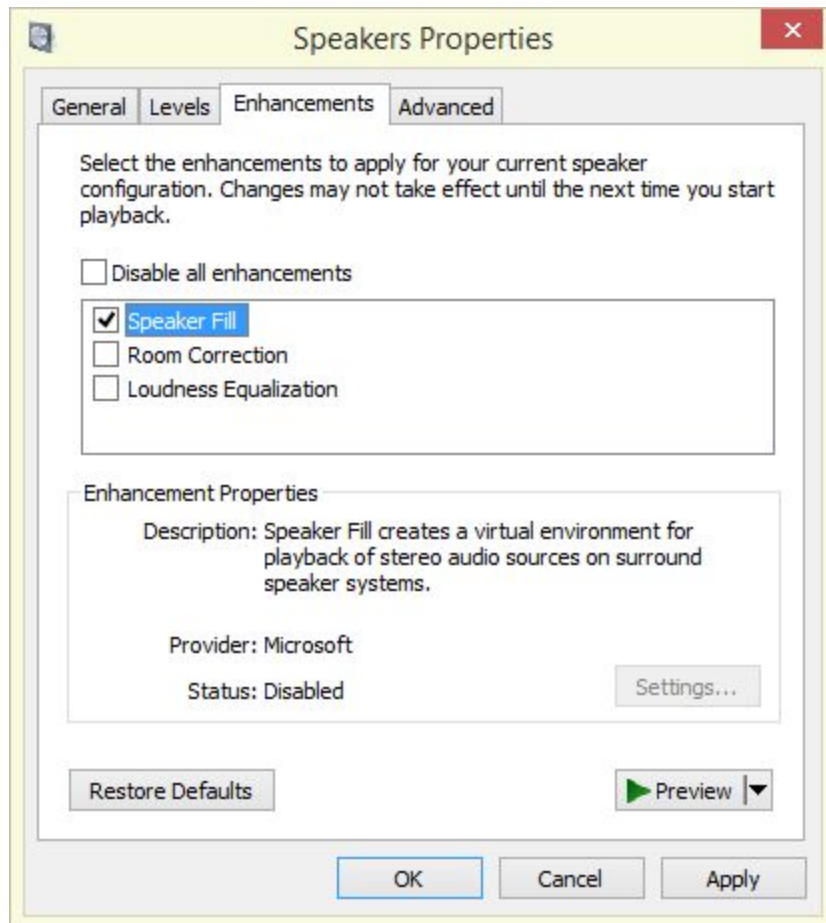 Speakers Properties
General Levels Enhancements Advanced
Select the enhancements to apply for your current speaker
configuration. Changes may not take effect until the next time you start
playback.
Disable all enhancements
Speaker Fill
Room Correction
Loudness Equalization
Enhancement Properties
Description: Speaker Fill creates a virtual environment for
playback of stereo audio sources on surround
speaker systems.
Provider: Microsoft
Status: Disabled
Settings...
Restore Defaults Preview
OK Cancel Apply